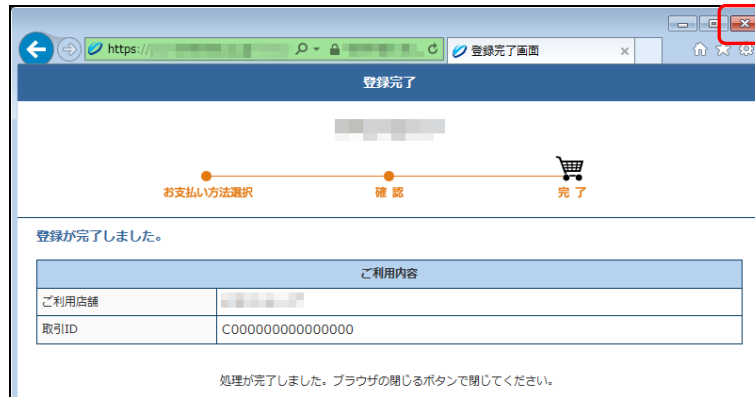 https://
登録完了画面
登録完了
お支払い方法選択
確 認
完 了
登録が完了しました。
ご利用内容
ご利用店舗
取引ID C000000000000000
処理が完了しました。ブラウザの閉じるボタンで閉じてください。